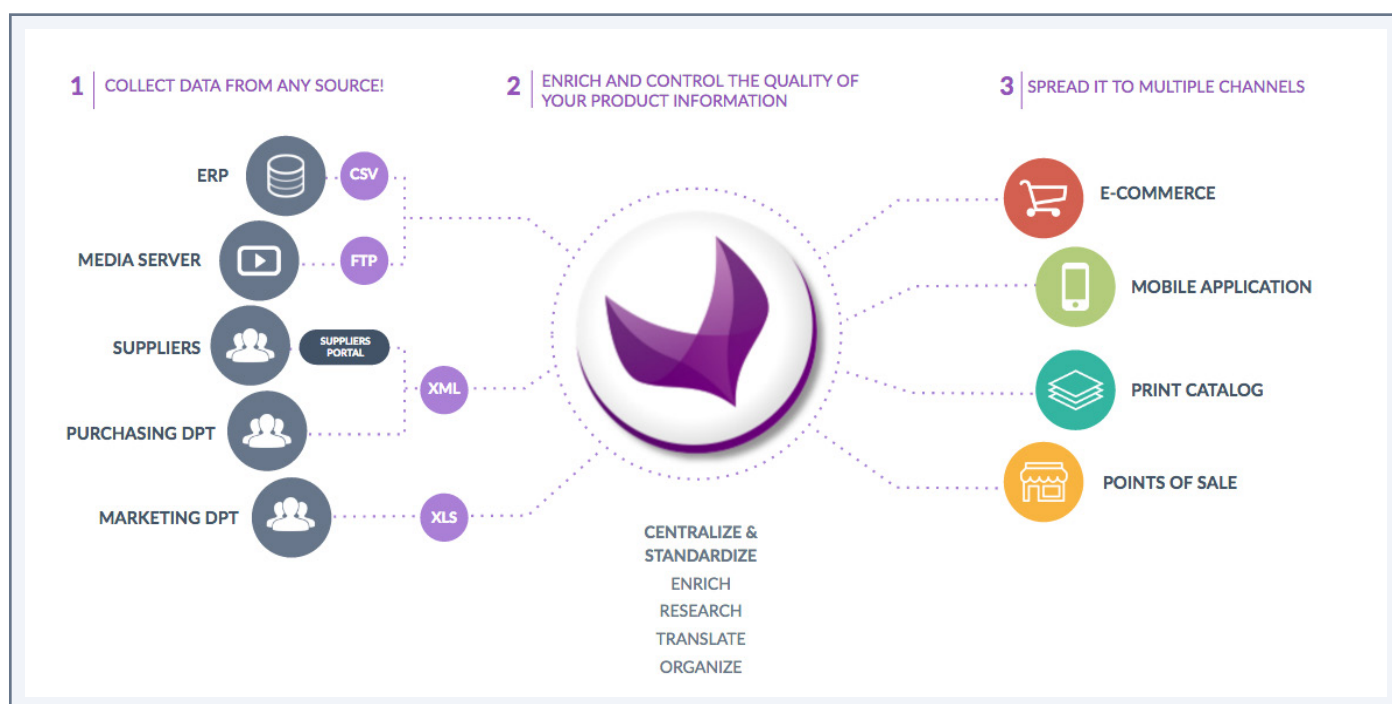 1 COLLECT DATA FROM ANY SOURCE!
2 ENRICH AND CONTROL THE QUALITY OF
YOUR PRODUCT INFORMATION
3 SPREAD IT TO MULTIPLE CHANNELS
ERP
CSV
MEDIA SERVER
FTP
SUPPLIERS
SUPPLIERS
PORTAL
XML
PURCHASING DPT
MARKETING DPT
XLS
CENTRALIZE &
STANDARDIZE
ENRICH
RESEARCH
TRANSLATE
ORGANIZE
E-COMMERCE
MOBILE APPLICATION
PRINT CATALOG
POINTS OF SALE